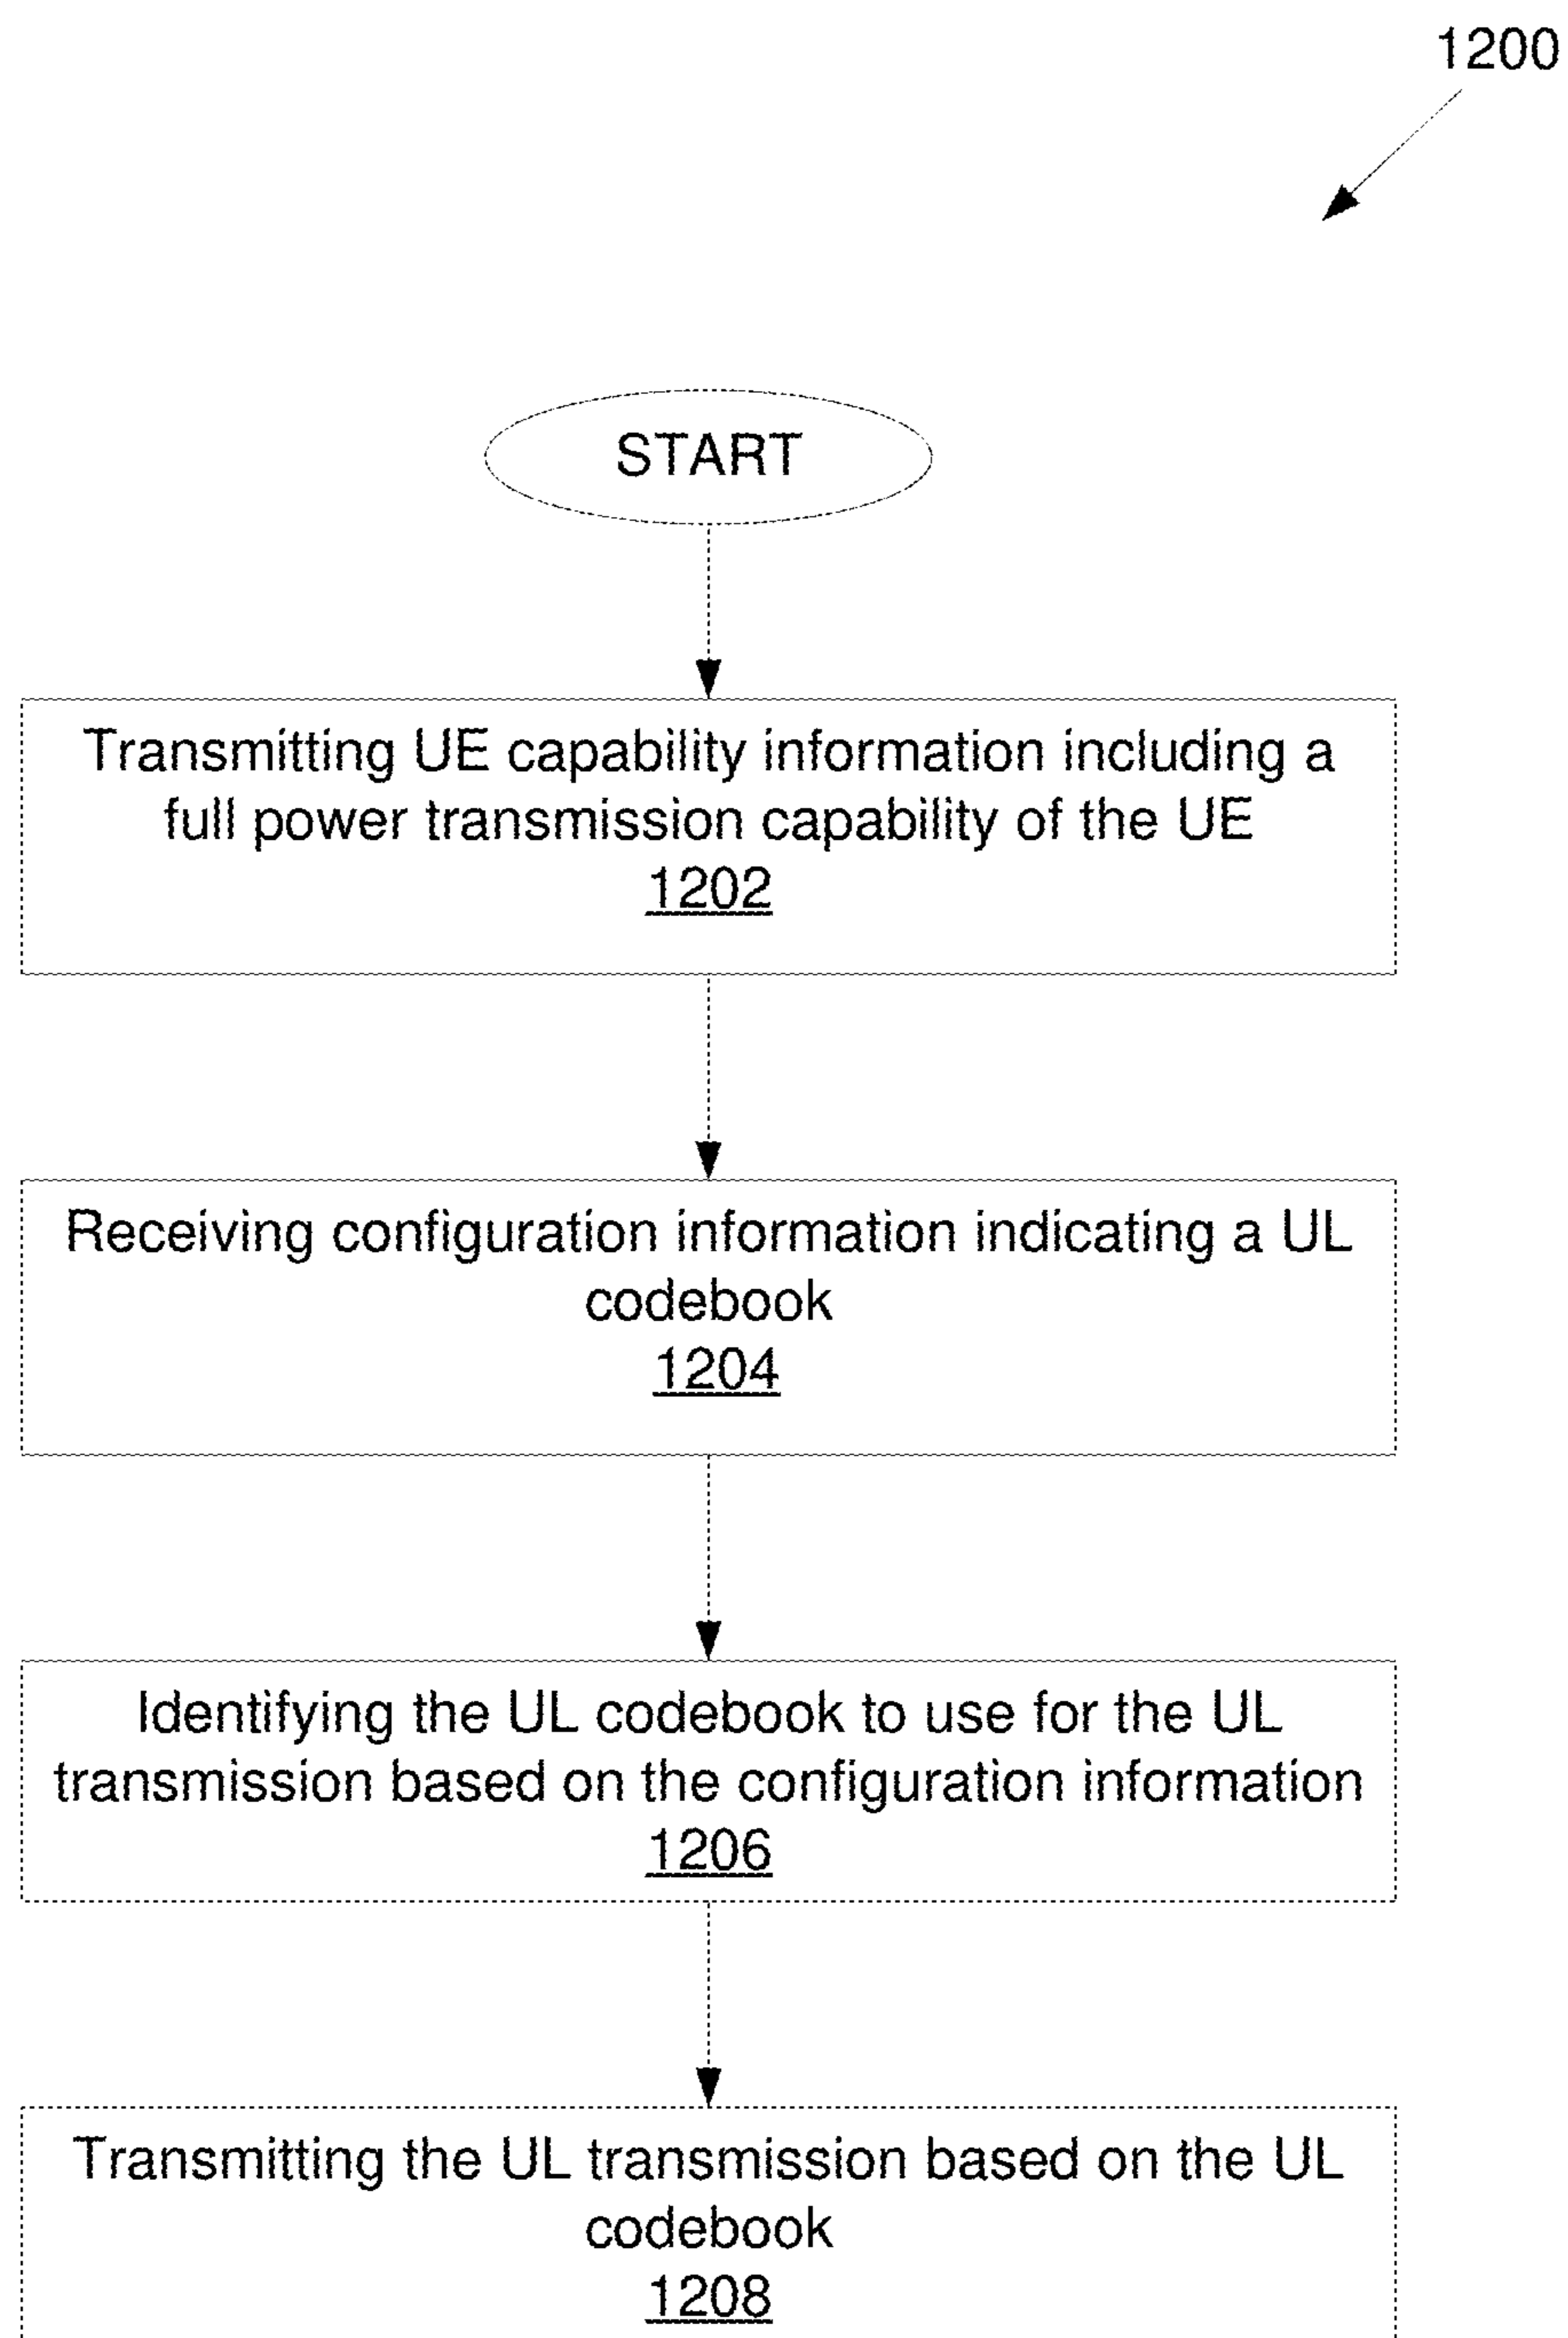 1200
START
Transmitting UE capability information including a
full power transmission capability of the UE
1202
Receiving configuration information indicating a UL
codebook
1204
Identifying the UL codebook to use for the UL
transmission based on the configuration information
1206
Transmitting the UL transmission based on the UL
codebook
1208